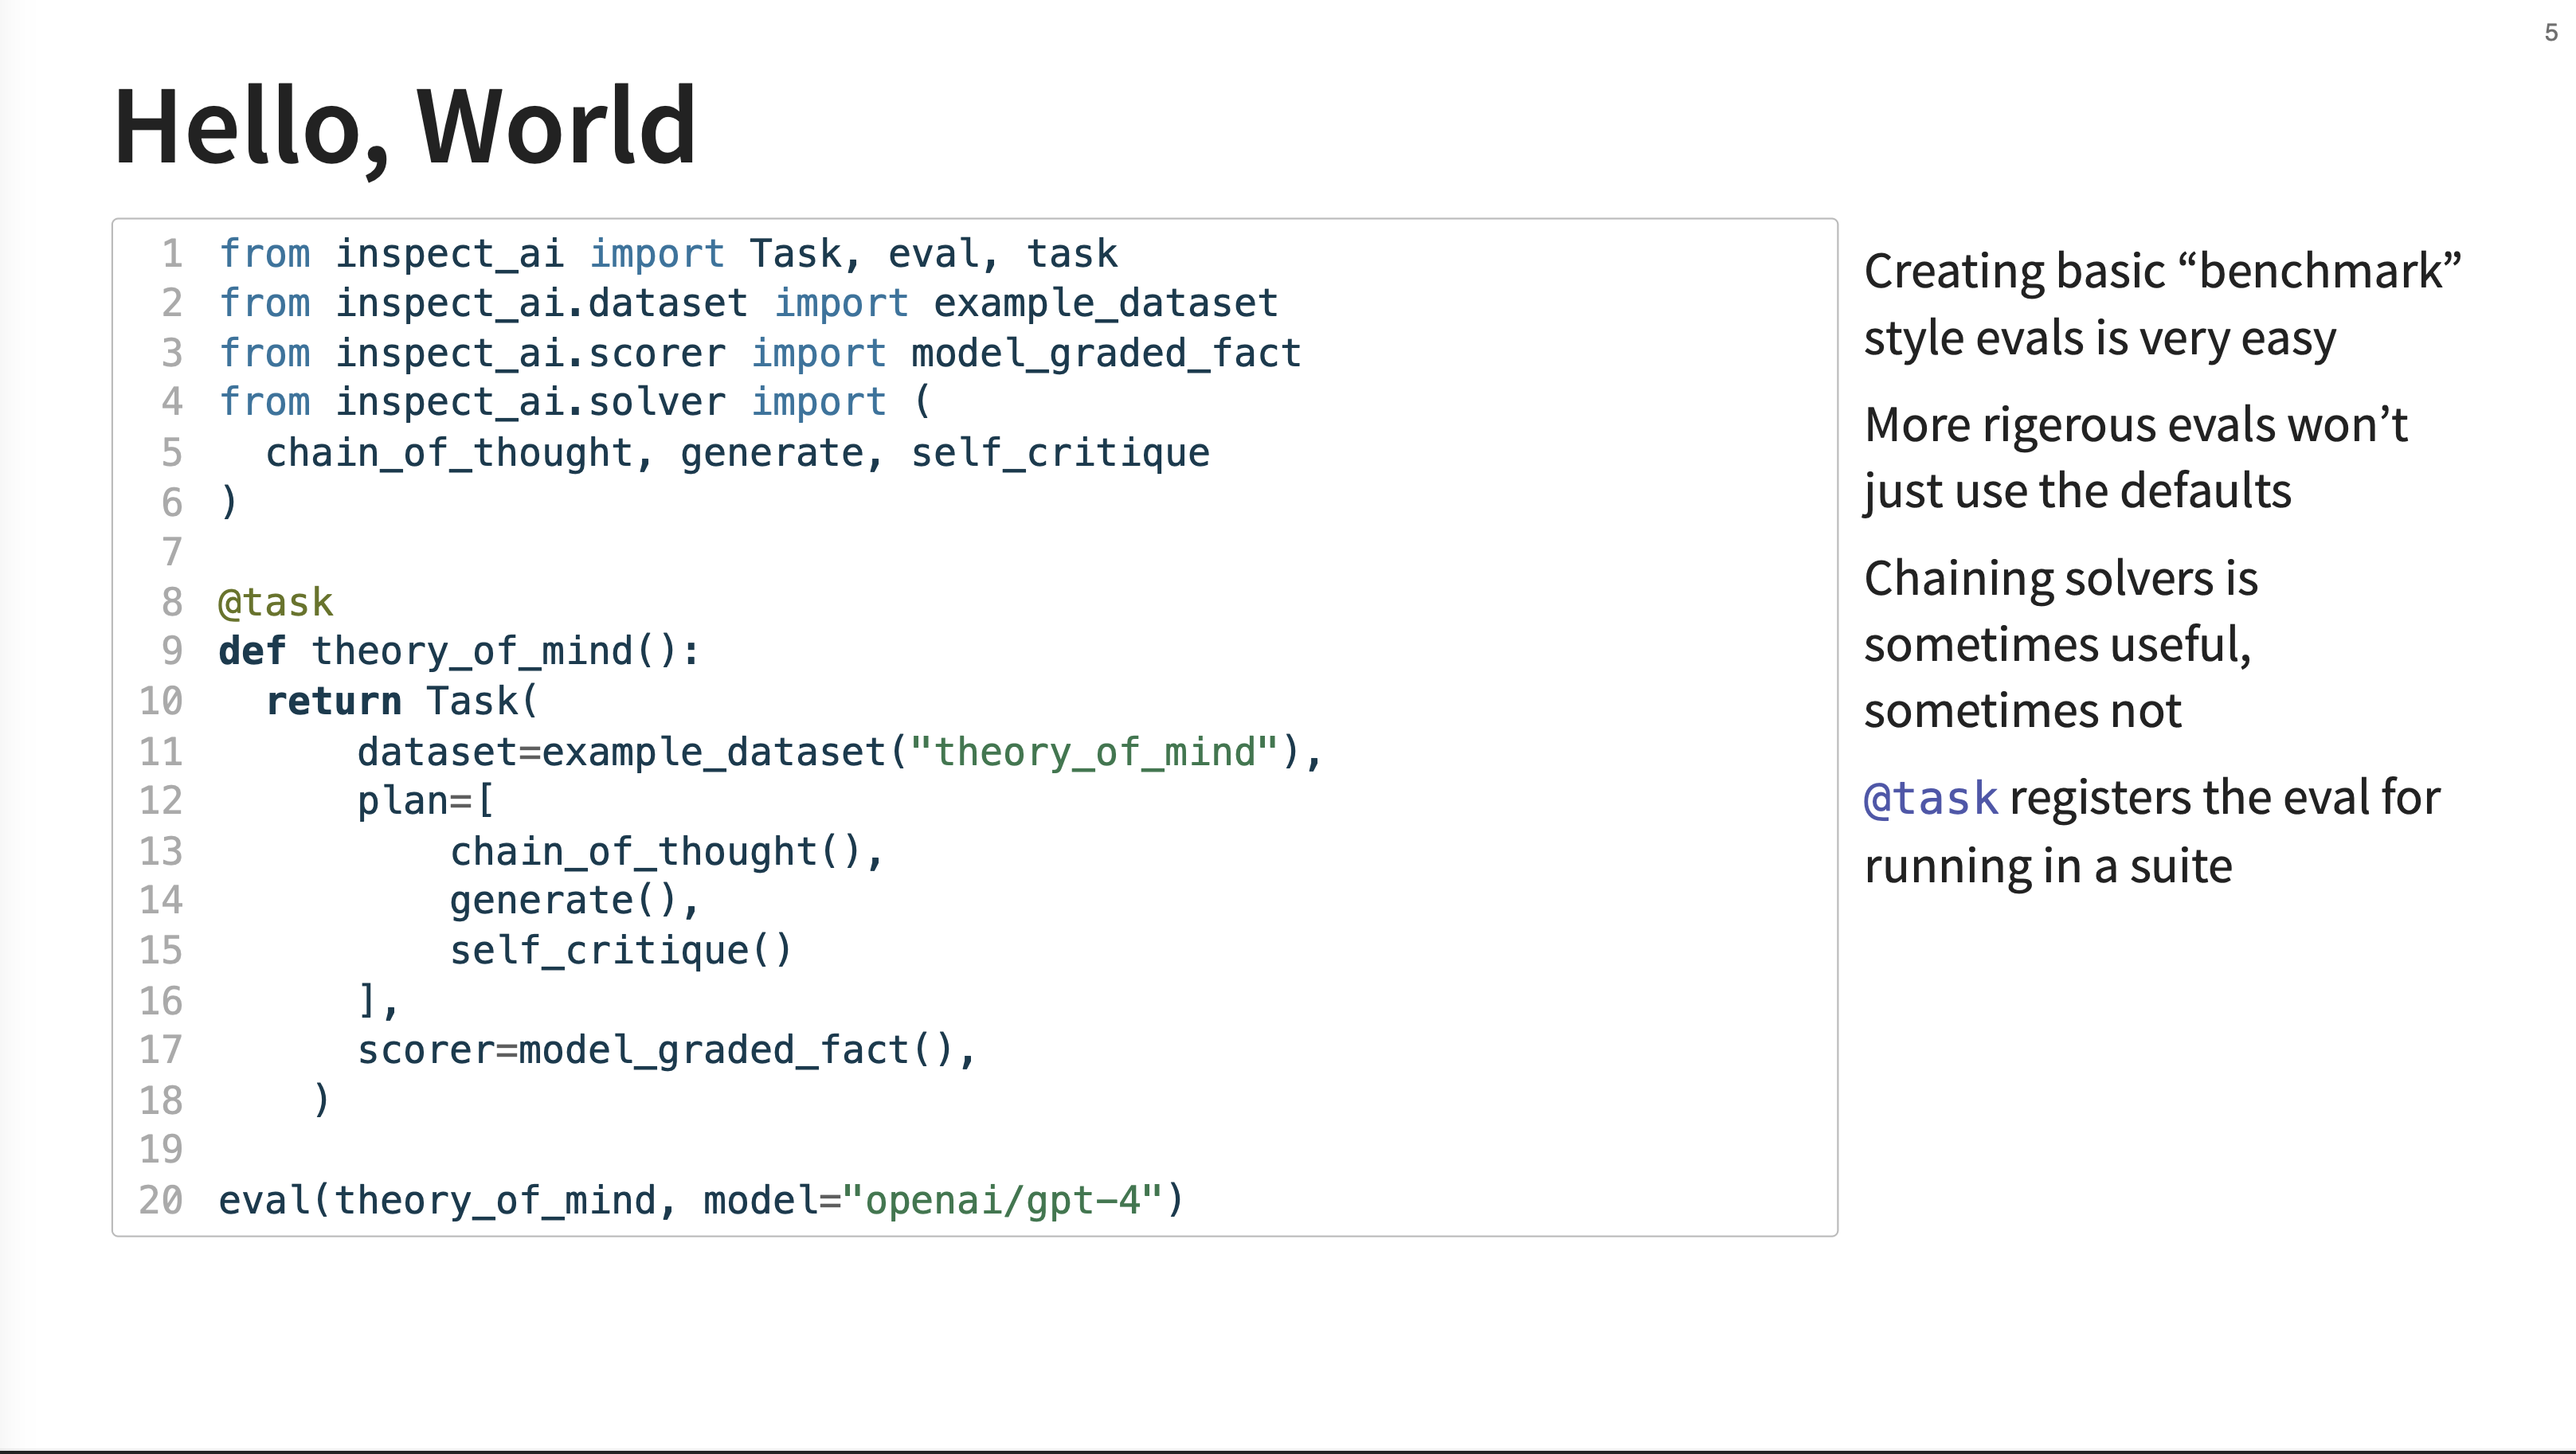 5
Hello, World
1 from inspect_ai import Task, eval, task
2 from inspect_ai.dataset import example_dataset
3 from inspect_ai.scorer import model_graded_fact
4 from inspect_ai.solver import (
5   chain_of_thought, generate, self_critique
6 )
7
8 @task
9 def theory_of_mind():
10   return Task(
11       dataset=example_dataset("theory_of_mind"),
12       plan=[
13           chain_of_thought(),
14           generate(),
15           self_critique()
16       ],
17       scorer=model_graded_fact(),
18     )
19
20 eval(theory_of_mind, model="openai/gpt-4")
Creating basic “benchmark”
style evals is very easy
More rigerous evals won’t
just use the defaults
Chaining solvers is
sometimes useful,
sometimes not
@task registers the eval for
running in a suite